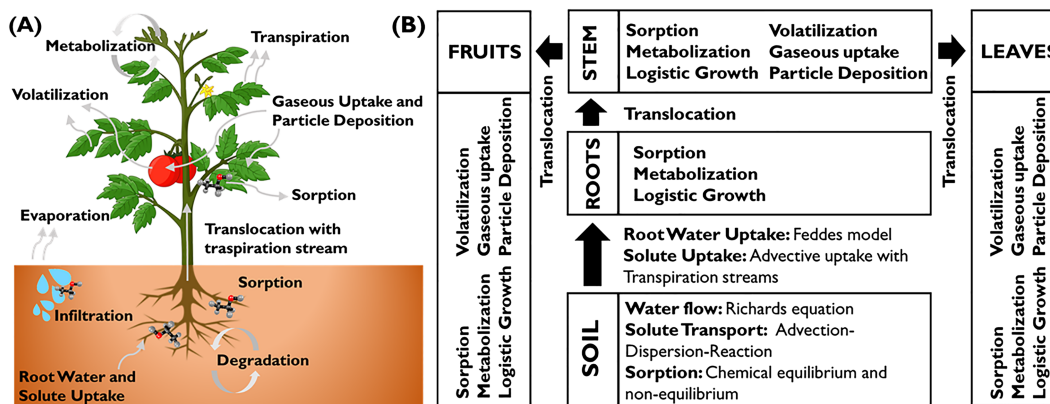 (A)
Metabolization
Transpiration
Volatilization
Gaseous Uptake and
Particle Deposition
Sorption
Evaporation
Translocation with
traspiration stream
Sorption
Infiltration
Degradation
Root Water and
Solute Uptake
(B)
FRUITS
Volatilization
Gaseous uptake
Particle Deposition
Sorption
Metabolization
Logistic Growth
Translocation
STEM
Sorption
Metabolization
Logistic Growth
Volatilization
Gaseous uptake
Particle Deposition
Translocation
ROOTS
Sorption
Metabolization
Logistic Growth
Root Water Uptake: Feddes model
Solute Uptake: Advective uptake with
Transpiration streams
SOIL
Water flow: Richards equation
Solute Transport: Advection-
Dispersion-Reaction
Sorption: Chemical equilibrium and
non-equilibrium
Translocation
LEAVES
Volatilization
Gaseous uptake
Particle Deposition
Sorption
Metabolization
Logistic Growth